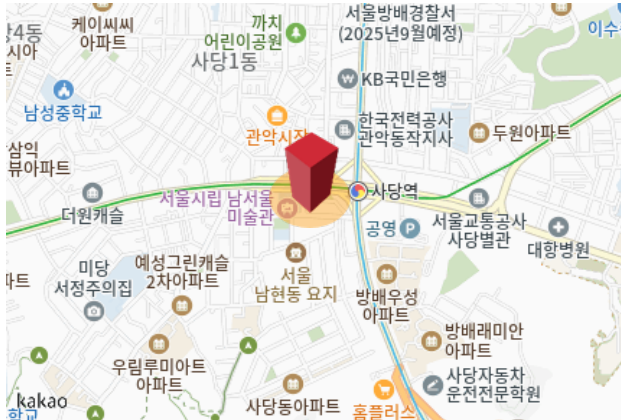 케이씨씨
아파트
까치
어린이공원
서울방배경찰서
(2025년9월예정)
이수
상4동
시아
트
사당1동
KB국민은행
남성중학교
관악시장
한국전력공사
관악동작지사
두원아파트
삼익
뷰아파트
더원캐슬
서울시립 남서울
미술관
사당역
공영
P
서울교통공사
사당별관
대항병원
미당
서정주의집
예성그린캐슬
2차아파트
서울
남현동 요지
파트
방배우성
아파트
방배래미안
아파트
우림루미아트
아파트
사당자동차
운전전문학원
kakao
학교
사당동아파트
홈플러스